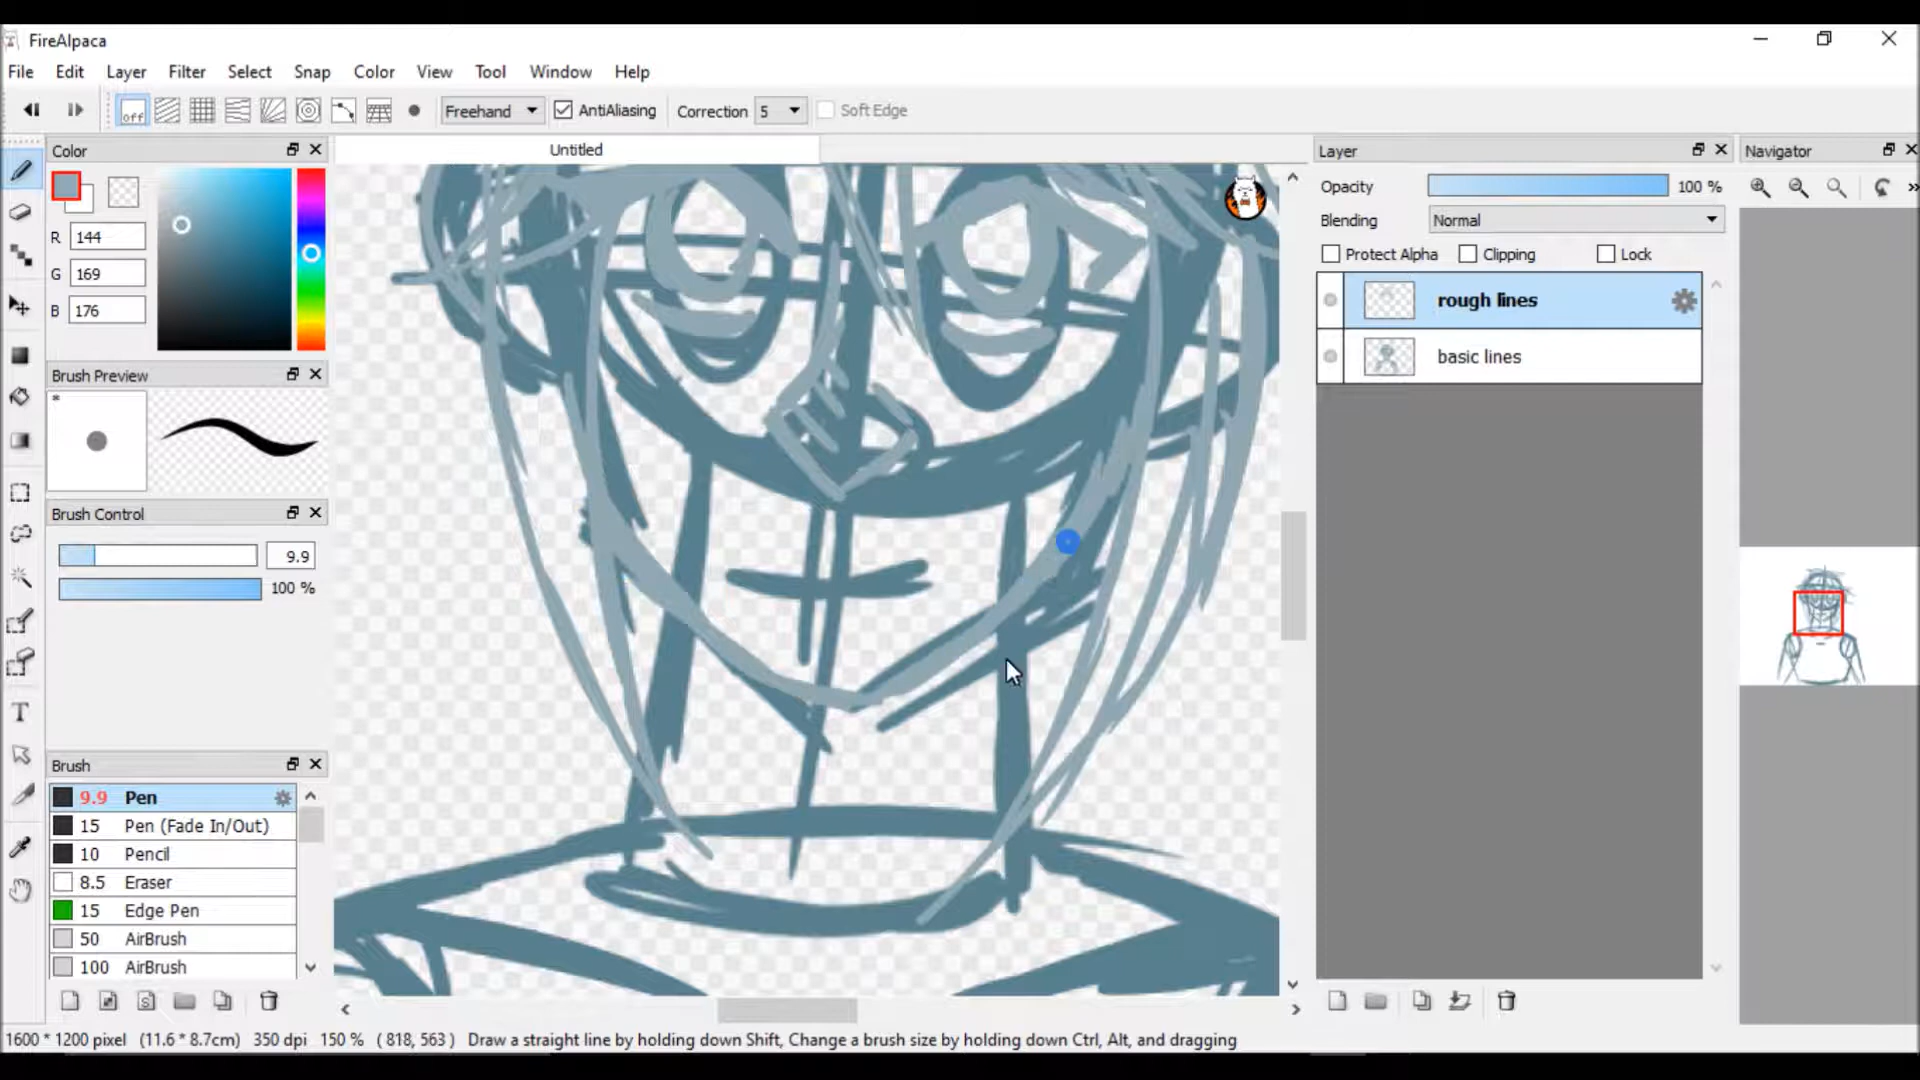 FireAlpaca
File Edit Layer Filter Select Snap Color View Tool Window Help
off Freehand AntiAliasing Correction 5 Soft Edge
Color
Untitled
Layer
Navigator
R 144
G 169
B 176
Opacity 100 %
Blending Normal
Protect Alpha Clipping Lock
rough lines
basic lines
Brush Preview
*
Brush Control
9.9
100 %
Brush
9.9 Pen
15 Pen (Fade In/Out)
10 Pencil
8.5 Eraser
15 Edge Pen
50 AirBrush
100 AirBrush
1600 * 1200 pixel (11.6 * 8.7cm) 350 dpi 150 % ( 818, 563 ) Draw a straight line by holding down Shift, Change a brush size by holding down Ctrl, Alt, and dragging